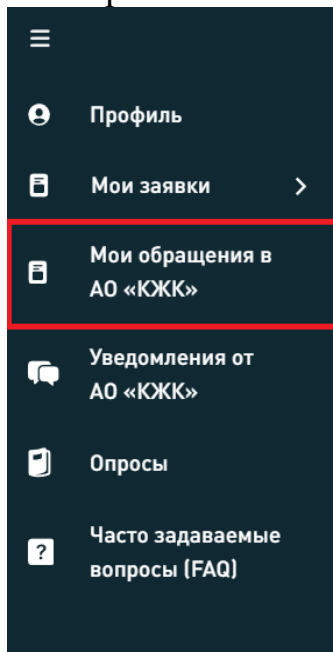 Профиль
Мои заявки
Мои обращения в
АО «КЖК»
Уведомления от
АО «КЖК»
Опросы
Часто задаваемые
вопросы (FAQ)